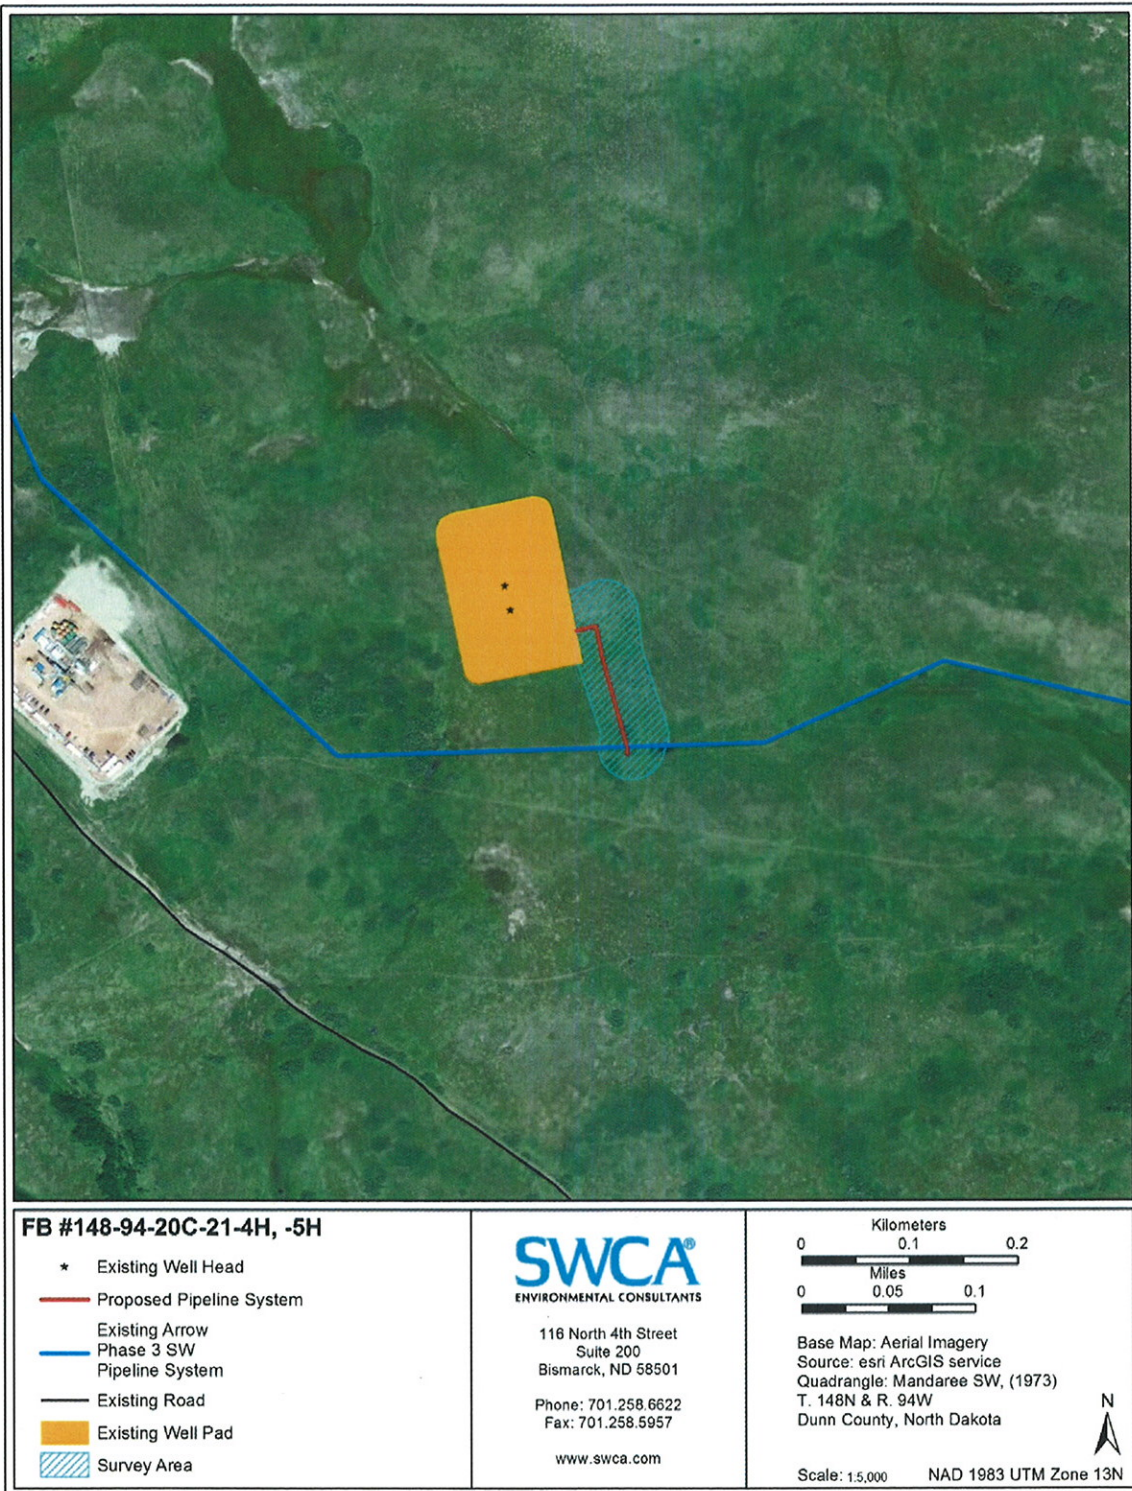 FB #148-94-20C-21-4H, -5H
Existing Well Head
Proposed Pipeline System
Existing Arrow
Phase 3 SW
Pipeline System
Existing Road
Existing Well Pad
Survey Area
SWCA®
ENVIRONMENTAL CONSULTANTS
116 North 4th Street
Suite 200
Bismarck, ND 58501
Phone: 701.258.6622
Fax: 701.258.5957
www.swca.com
Kilometers
0 0.1 0.2
Miles
0 0.05 0.1
Base Map: Aerial Imagery
Source: esri ArcGIS service
Quadrangle: Mandaree SW, (1973)
T. 148N & R. 94W
Dunn County, North Dakota
N
Scale: 1:5,000 NAD 1983 UTM Zone 13N